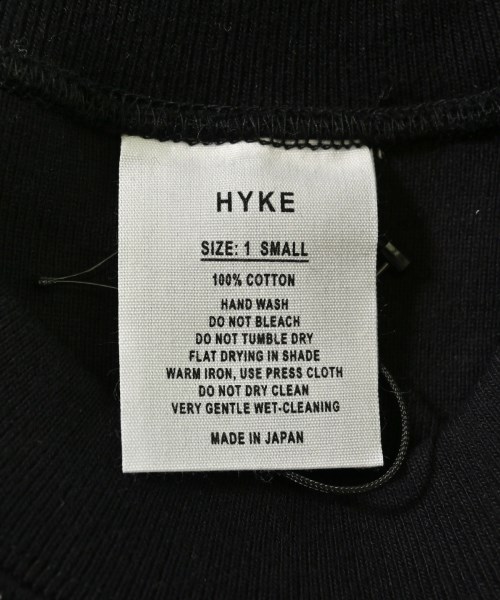 HYKE
SIZE: 1 SMALL
100% COTTON
HAND WASH
DO NOT BLEACH
DO NOT TUMBLE DRY
FLAT DRYING IN SHADE
WARM IRON, USE PRESS CLOTH
DO NOT DRY CLEAN
VERY GENTLE WET-CLEANING
MADE IN JAPAN